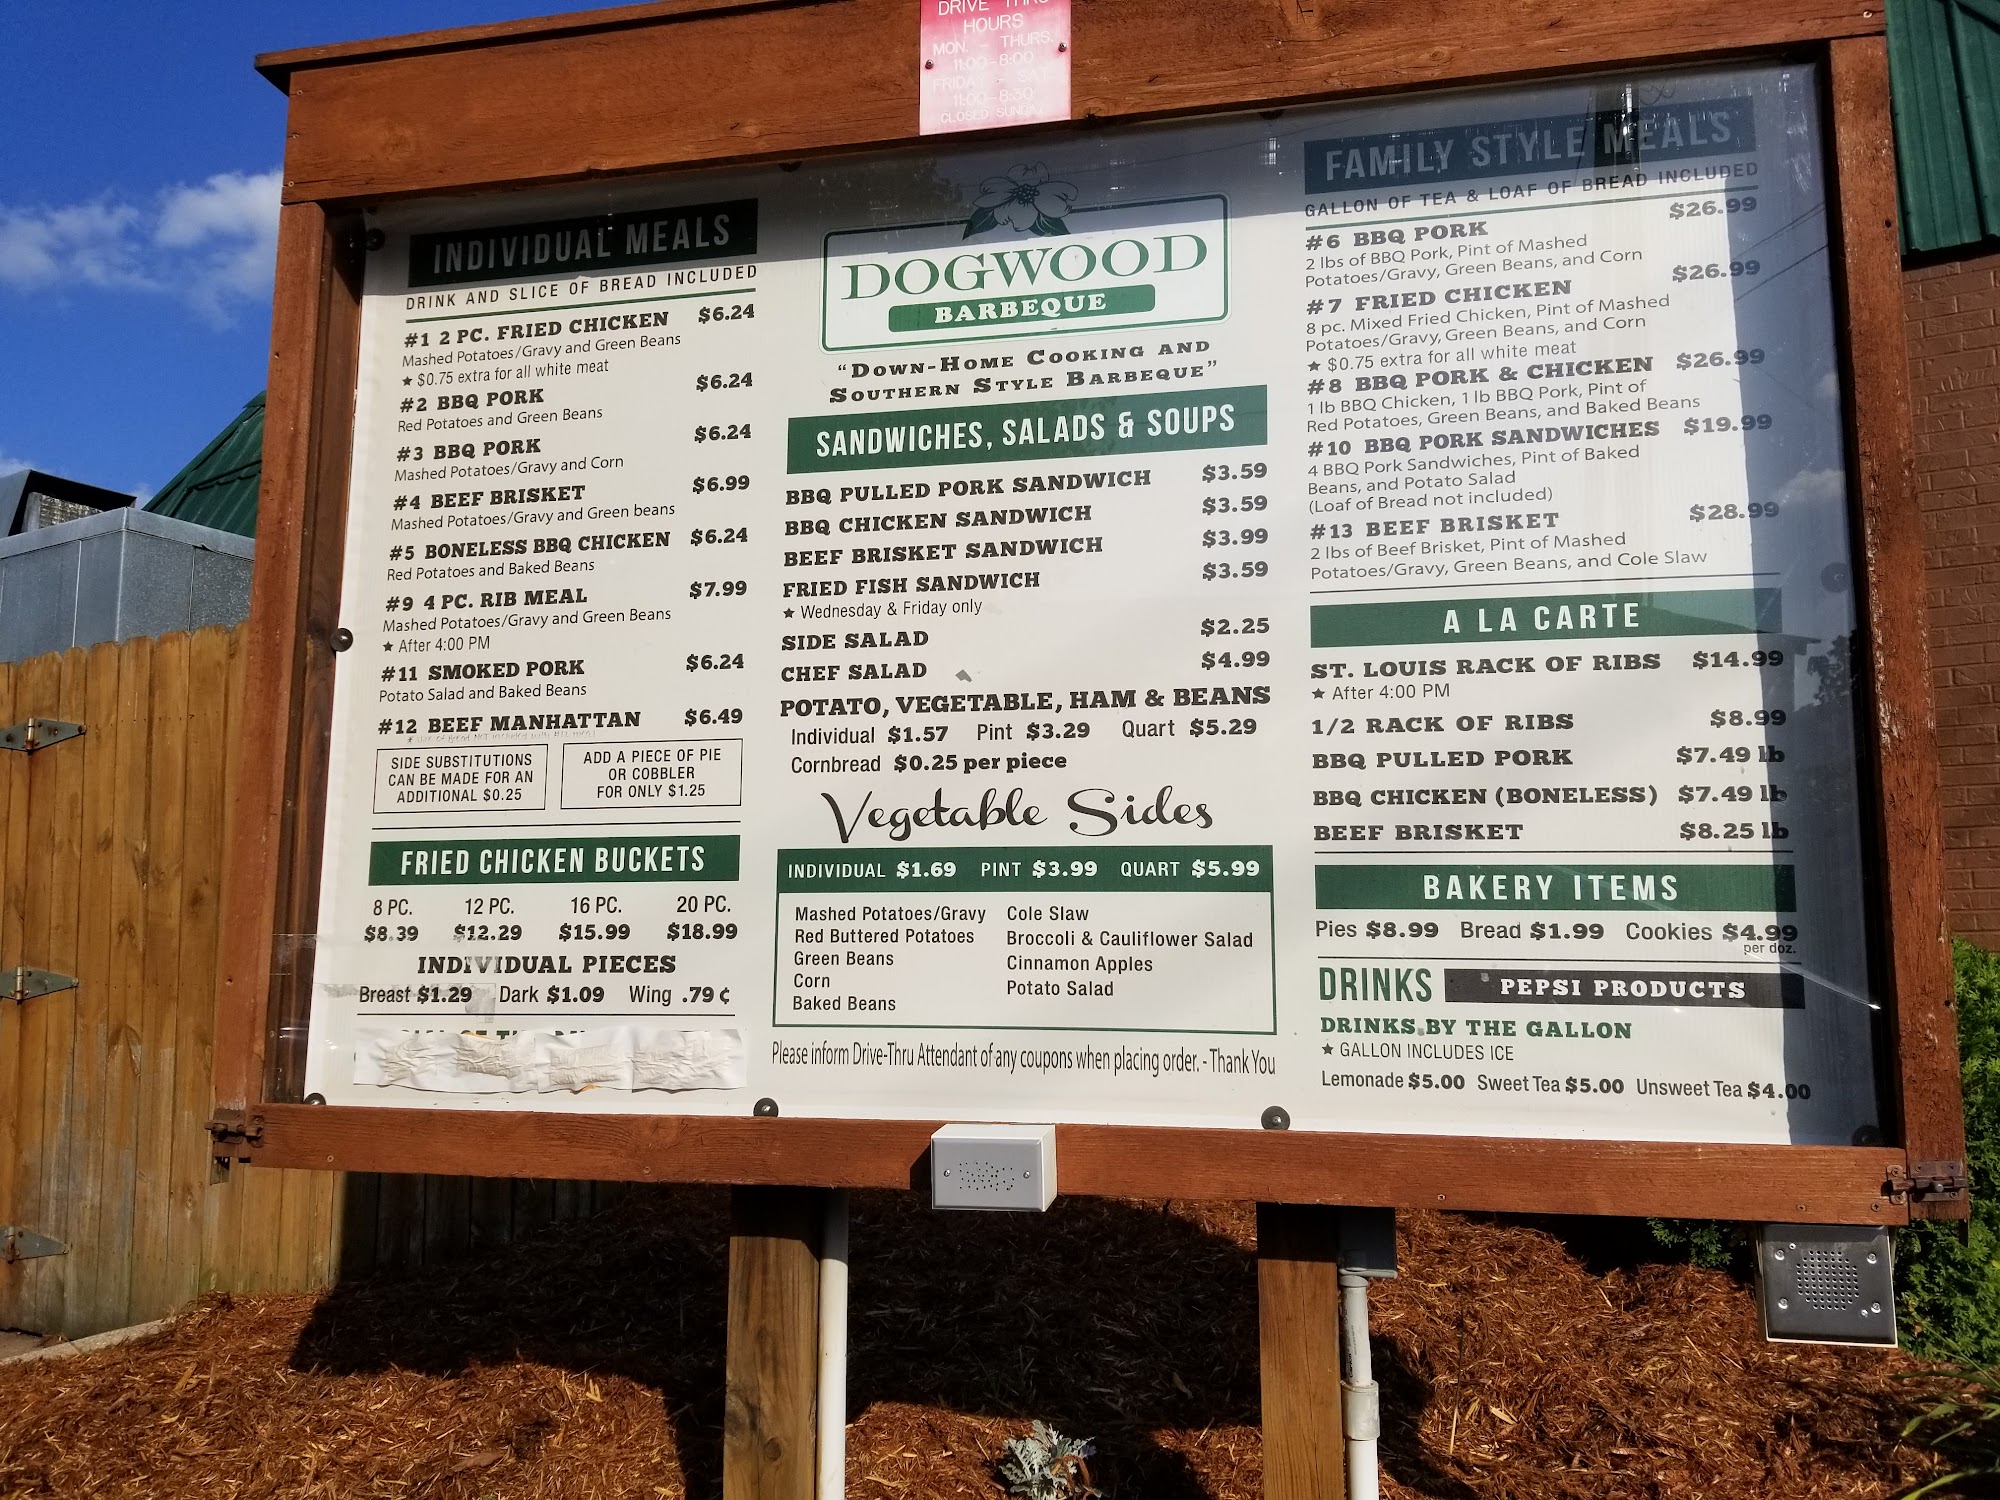 DRIVE THRU
HOURS
MON. - THURS.
11:00-8:00
FRIDAY - SAT.
11:00-8:30
CLOSED SUNDAY
INDIVIDUAL MEALS
DRINK AND SLICE OF BREAD INCLUDED
#1 2 PC. FRIED CHICKEN $6.24
Mashed Potatoes/Gravy and Green Beans
★ $0.75 extra for all white meat
#2 BBQ PORK $6.24
Red Potatoes and Green Beans
#3 BBQ PORK $6.24
Mashed Potatoes/Gravy and Corn
#4 BEEF BRISKET $6.99
Mashed Potatoes/Gravy and Green beans
#5 BONELESS BBQ CHICKEN $6.24
Red Potatoes and Baked Beans
#9 4 PC. RIB MEAL $7.99
Mashed Potatoes/Gravy and Green Beans
★ After 4:00 PM
#11 SMOKED PORK $6.24
Potato Salad and Baked Beans
#12 BEEF MANHATTAN $6.49
SIDE SUBSTITUTIONS
CAN BE MADE FOR AN
ADDITIONAL $0.25
ADD A PIECE OF PIE
OR COBBLER
FOR ONLY $1.25
FRIED CHICKEN BUCKETS
8 PC. 12 PC. 16 PC. 20 PC.
$8.39 $12.29 $15.99 $18.99
INDIVIDUAL PIECES
Breast $1.29 Dark $1.09 Wing .79 ¢
DOGWOOD
BARBEQUE
“Down-Home Cooking and
Southern Style Barbeque”
SANDWICHES, SALADS & SOUPS
BBQ PULLED PORK SANDWICH $3.59
BBQ CHICKEN SANDWICH $3.59
BEEF BRISKET SANDWICH $3.99
FRIED FISH SANDWICH $3.59
★ Wednesday & Friday only
SIDE SALAD $2.25
CHEF SALAD $4.99
POTATO, VEGETABLE, HAM & BEANS
Individual $1.57 Pint $3.29 Quart $5.29
Cornbread $0.25 per piece
Vegetable Sides
INDIVIDUAL $1.69 PINT $3.99 QUART $5.99
Mashed Potatoes/Gravy
Red Buttered Potatoes
Green Beans
Corn
Baked Beans
Cole Slaw
Broccoli & Cauliflower Salad
Cinnamon Apples
Potato Salad
Please inform Drive-Thru Attendant of any coupons when placing order. - Thank You
FAMILY STYLE MEALS
GALLON OF TEA & LOAF OF BREAD INCLUDED
#6 BBQ PORK $26.99
2 lbs of BBQ Pork, Pint of Mashed
Potatoes/Gravy, Green Beans, and Corn
#7 FRIED CHICKEN $26.99
8 pc. Mixed Fried Chicken, Pint of Mashed
Potatoes/Gravy, Green Beans, and Corn
★ $0.75 extra for all white meat
#8 BBQ PORK & CHICKEN $26.99
1 lb BBQ Chicken, 1 lb BBQ Pork, Pint of
Red Potatoes, Green Beans, and Baked Beans
#10 BBQ PORK SANDWICHES $19.99
4 BBQ Pork Sandwiches, Pint of Baked
Beans, and Potato Salad
(Loaf of Bread not included)
#13 BEEF BRISKET $28.99
2 lbs of Beef Brisket, Pint of Mashed
Potatoes/Gravy, Green Beans, and Cole Slaw
A LA CARTE
ST. LOUIS RACK OF RIBS $14.99
★ After 4:00 PM
1/2 RACK OF RIBS $8.99
BBQ PULLED PORK $7.49 lb
BBQ CHICKEN (BONELESS) $7.49 lb
BEEF BRISKET $8.25 lb
BAKERY ITEMS
Pies $8.99 Bread $1.99 Cookies $4.99
per doz.
DRINKS PEPSI PRODUCTS
DRINKS BY THE GALLON
★ GALLON INCLUDES ICE
Lemonade $5.00 Sweet Tea $5.00 Unsweet Tea $4.00